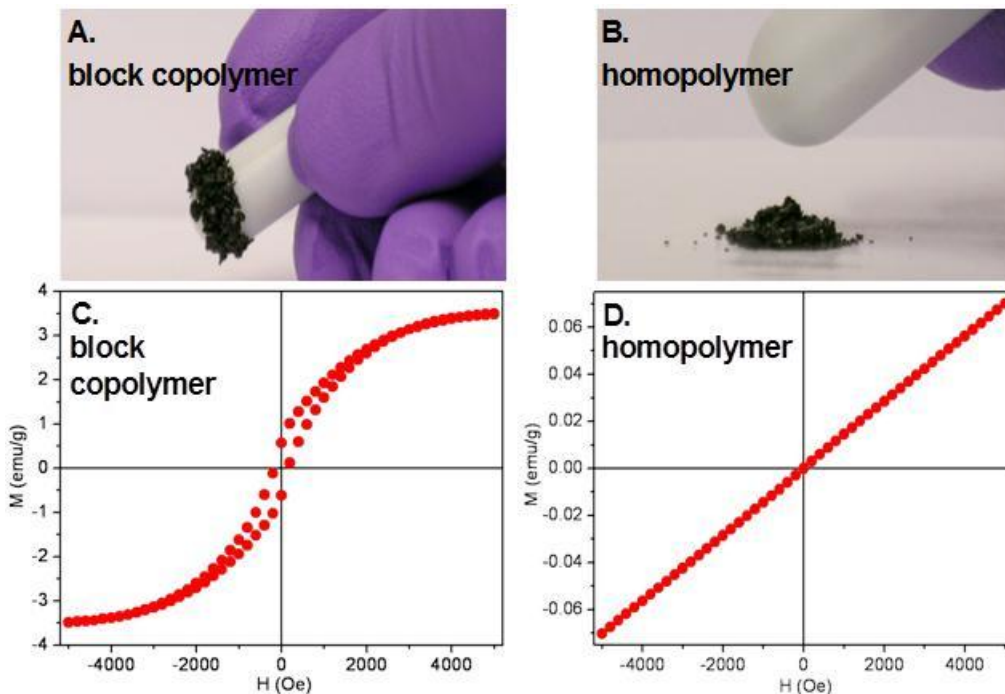 A.
block copolymer
B.
homopolymer
C.
block
copolymer
4
3
2
1
0
-1
-2
-3
-4
M (emu/g)
-4000
-2000
0
2000
4000
H (Oe)
D.
homopolymer
0.06
0.04
0.02
0.00
-0.02
-0.04
-0.06
M (emu/g)
-4000
-2000
0
2000
4000
H (Oe)